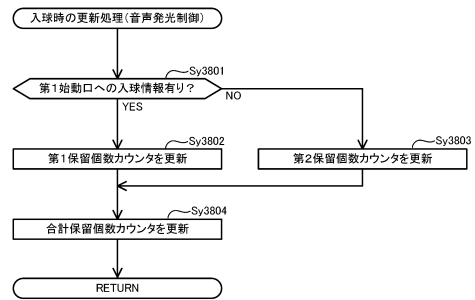 入球時の更新処理(音声発光制御)
Sy3801
第1始動口への入球情報有り?
NO
YES
Sy3802
第1保留個数カウンタを更新
Sy3803
第2保留個数カウンタを更新
Sy3804
合計保留個数カウンタを更新
RETURN